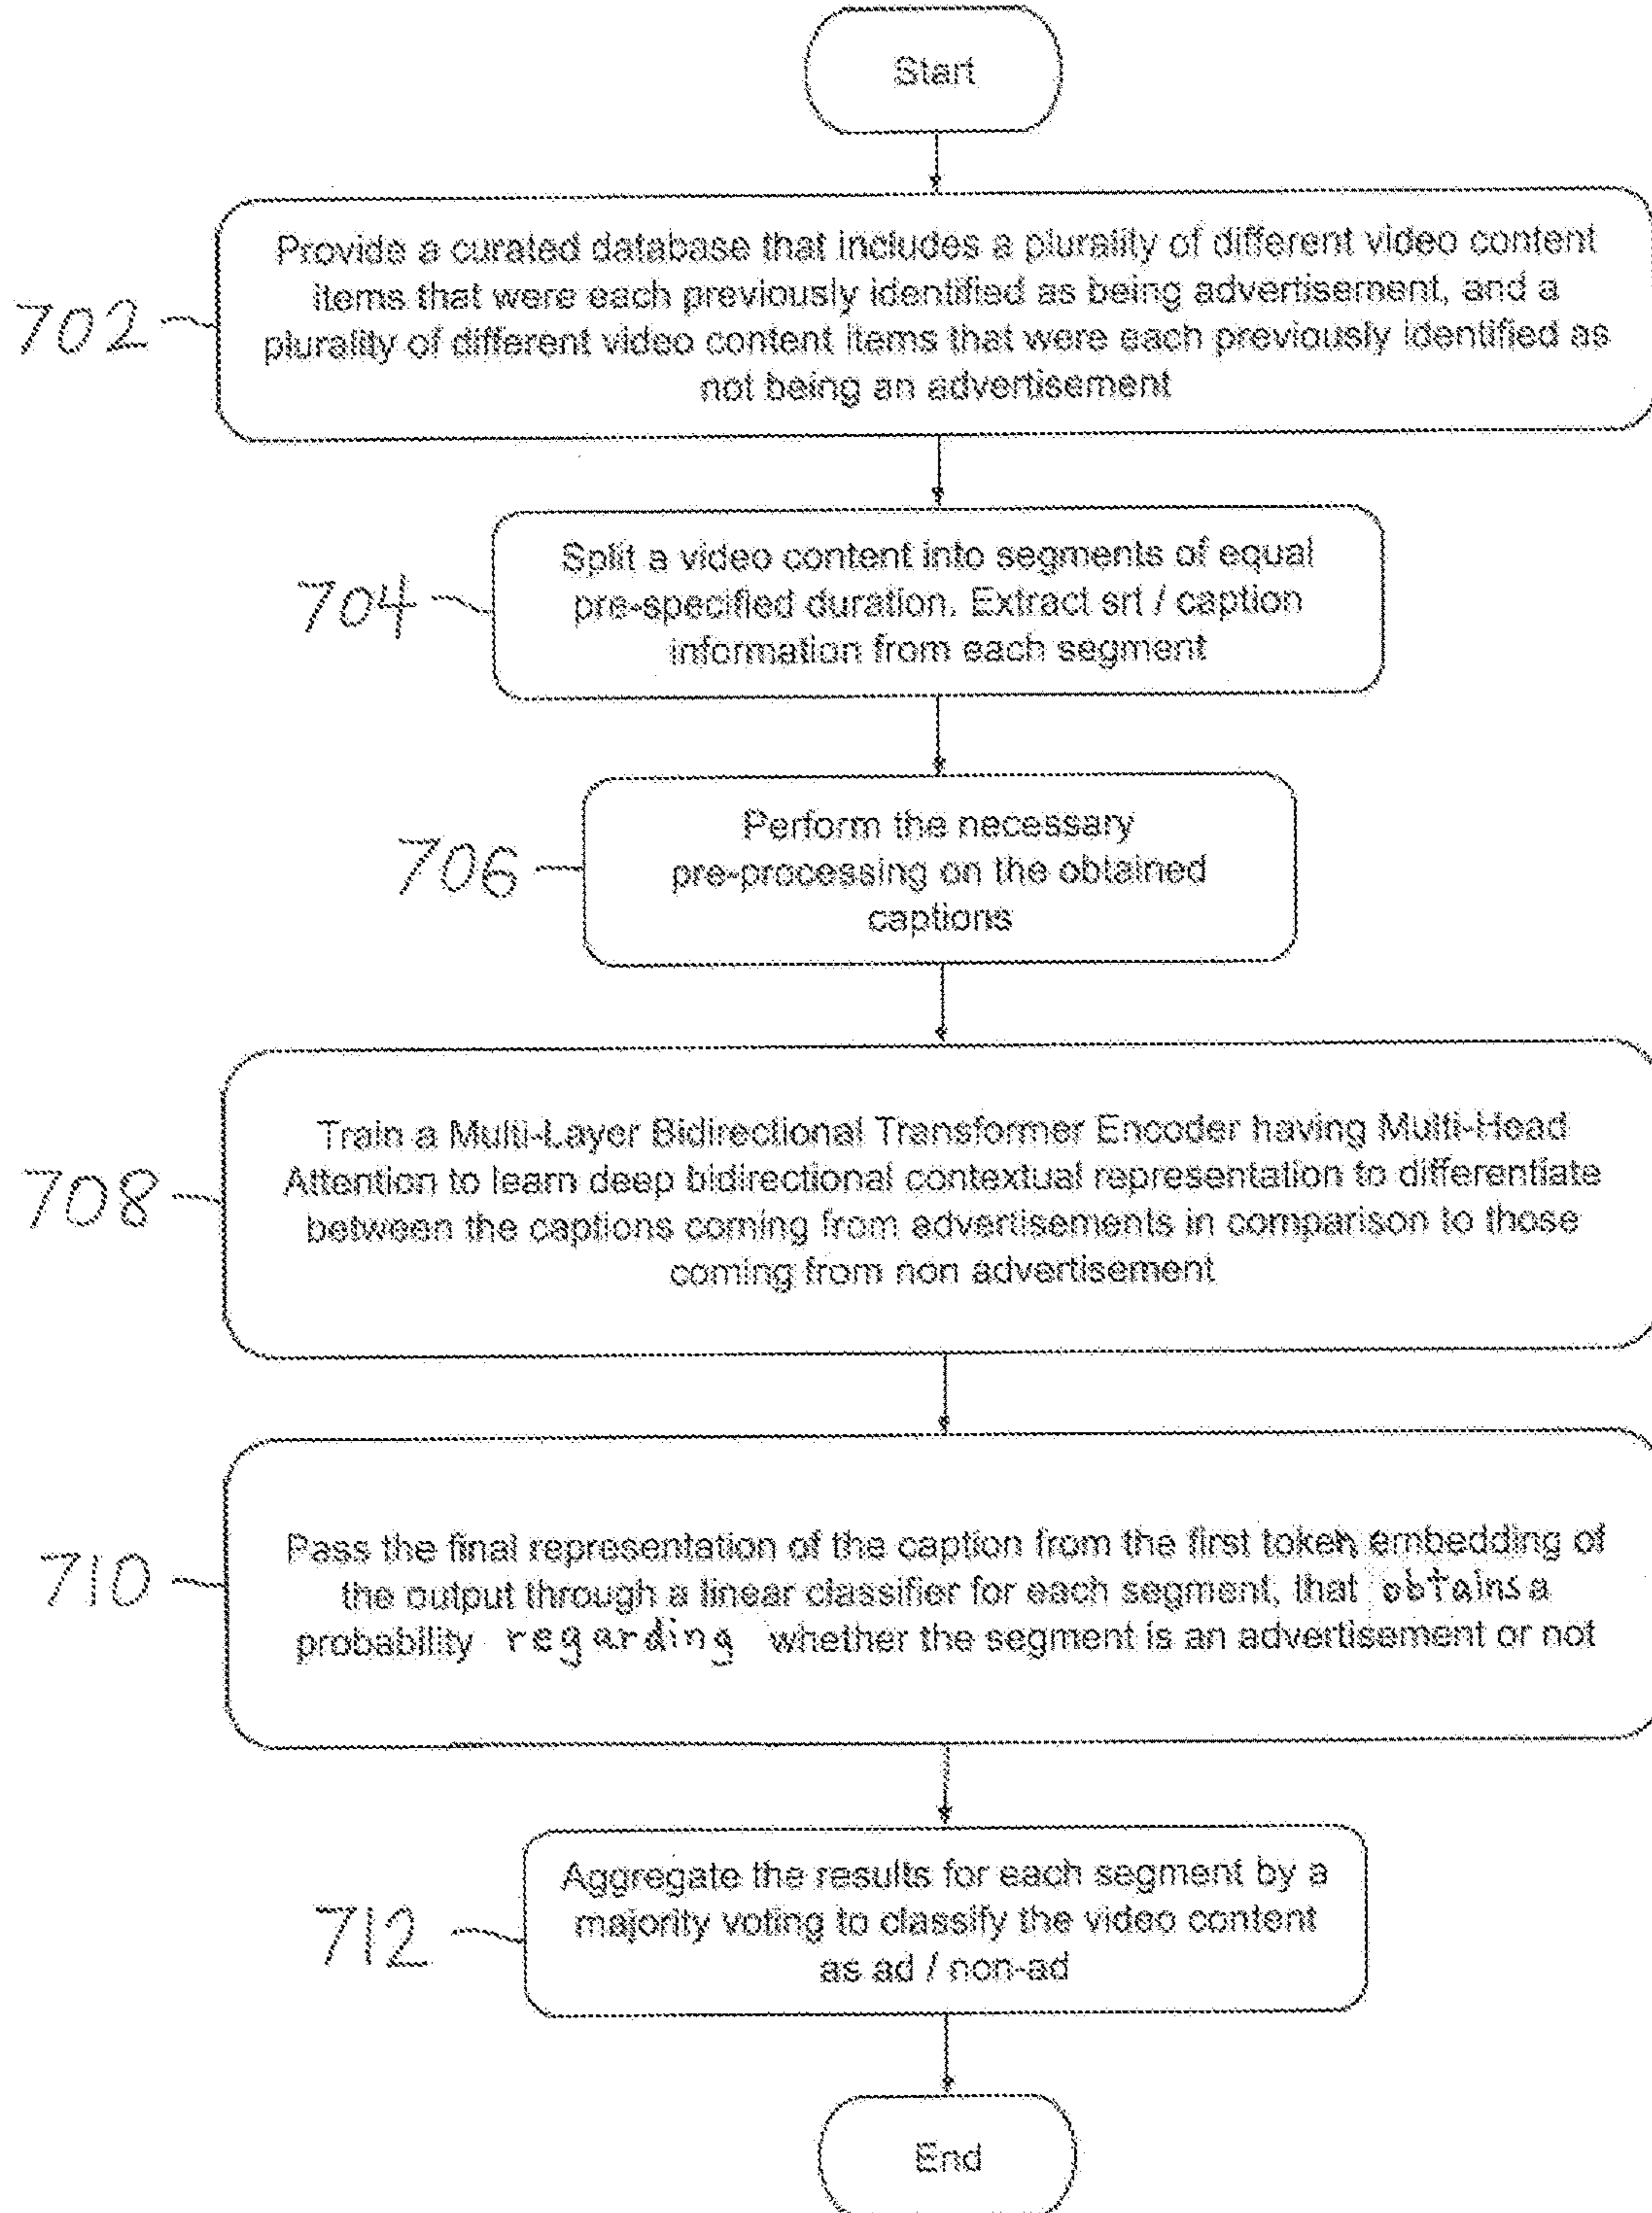 Start
Provide a curated database that includes a plurality of different video content
items that were each previously identified as being advertisement, and a
plurality of different video content items that were each previously identified as
not being an advertisement
702
Split a video content into segments of equal
pre-specified duration. Extract srt / caption
information from each segment
704
Perform the necessary
pre-processing on the obtained
captions
706
Train a Multi-Layer Bidirectional Transformer Encoder having Multi-Head
Attention to learn deep bidirectional contextual representation to differentiate
between the captions coming from advertisements in comparison to those
coming from non advertisement
708
Pass the final representation of the caption from the first token embedding of
the output through a linear classifier for each segment, that obtains a
probability regarding whether the segment is an advertisement or not
710
Aggregate the results for each segment by a
majority voting to classify the video content
as ad / non-ad
712
End